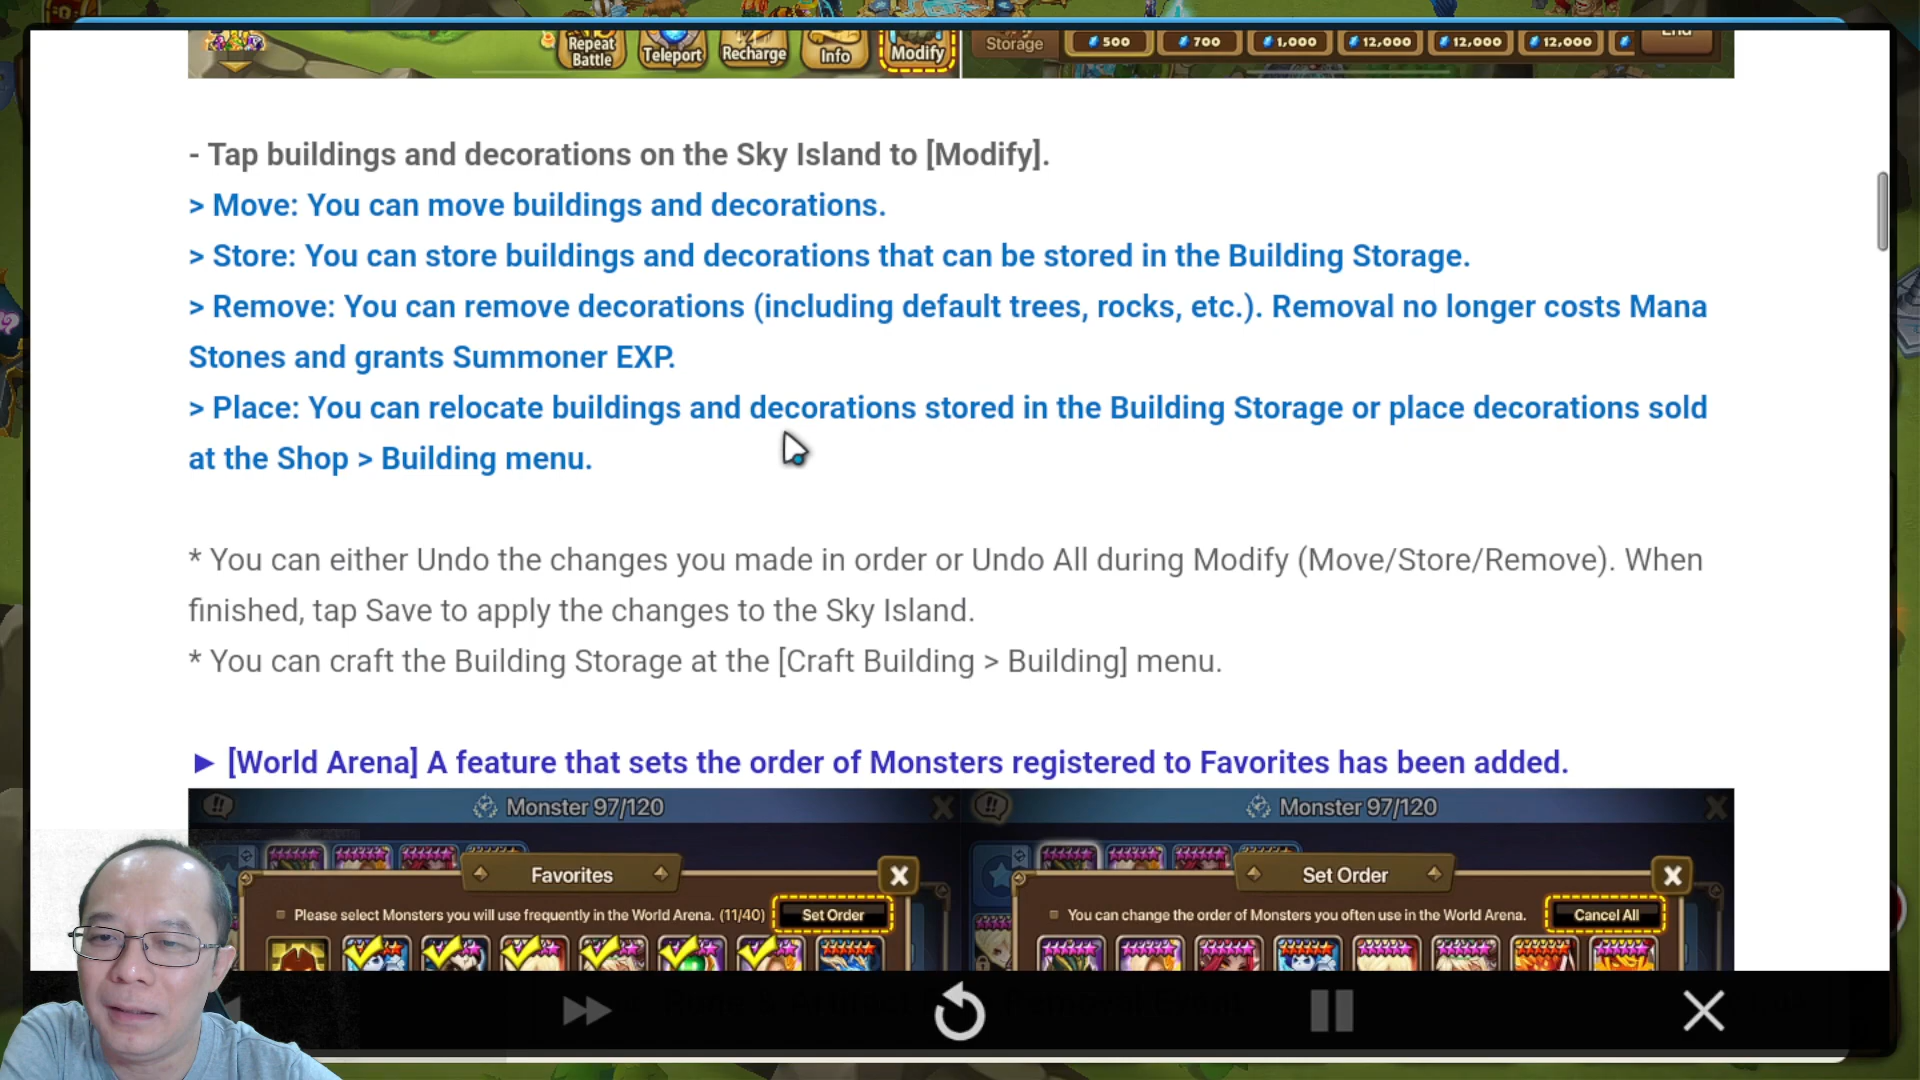 Repeat
Battle
Teleport
Recharge
Info
Modify
Storage
500
700
1,000
12,000
12,000
12,000
End
- Tap buildings and decorations on the Sky Island to [Modify].
> Move: You can move buildings and decorations.
> Store: You can store buildings and decorations that can be stored in the Building Storage.
> Remove: You can remove decorations (including default trees, rocks, etc.). Removal no longer costs Mana
Stones and grants Summoner EXP.
> Place: You can relocate buildings and decorations stored in the Building Storage or place decorations sold
at the Shop > Building menu.
* You can either Undo the changes you made in order or Undo All during Modify (Move/Store/Remove). When
finished, tap Save to apply the changes to the Sky Island.
* You can craft the Building Storage at the [Craft Building > Building] menu.
► [World Arena] A feature that sets the order of Monsters registered to Favorites has been added.
Monster 97/120
Favorites
Please select Monsters you will use frequently in the World Arena. (11/40)
Set Order
Monster 97/120
Set Order
You can change the order of Monsters you often use in the World Arena.
Cancel All